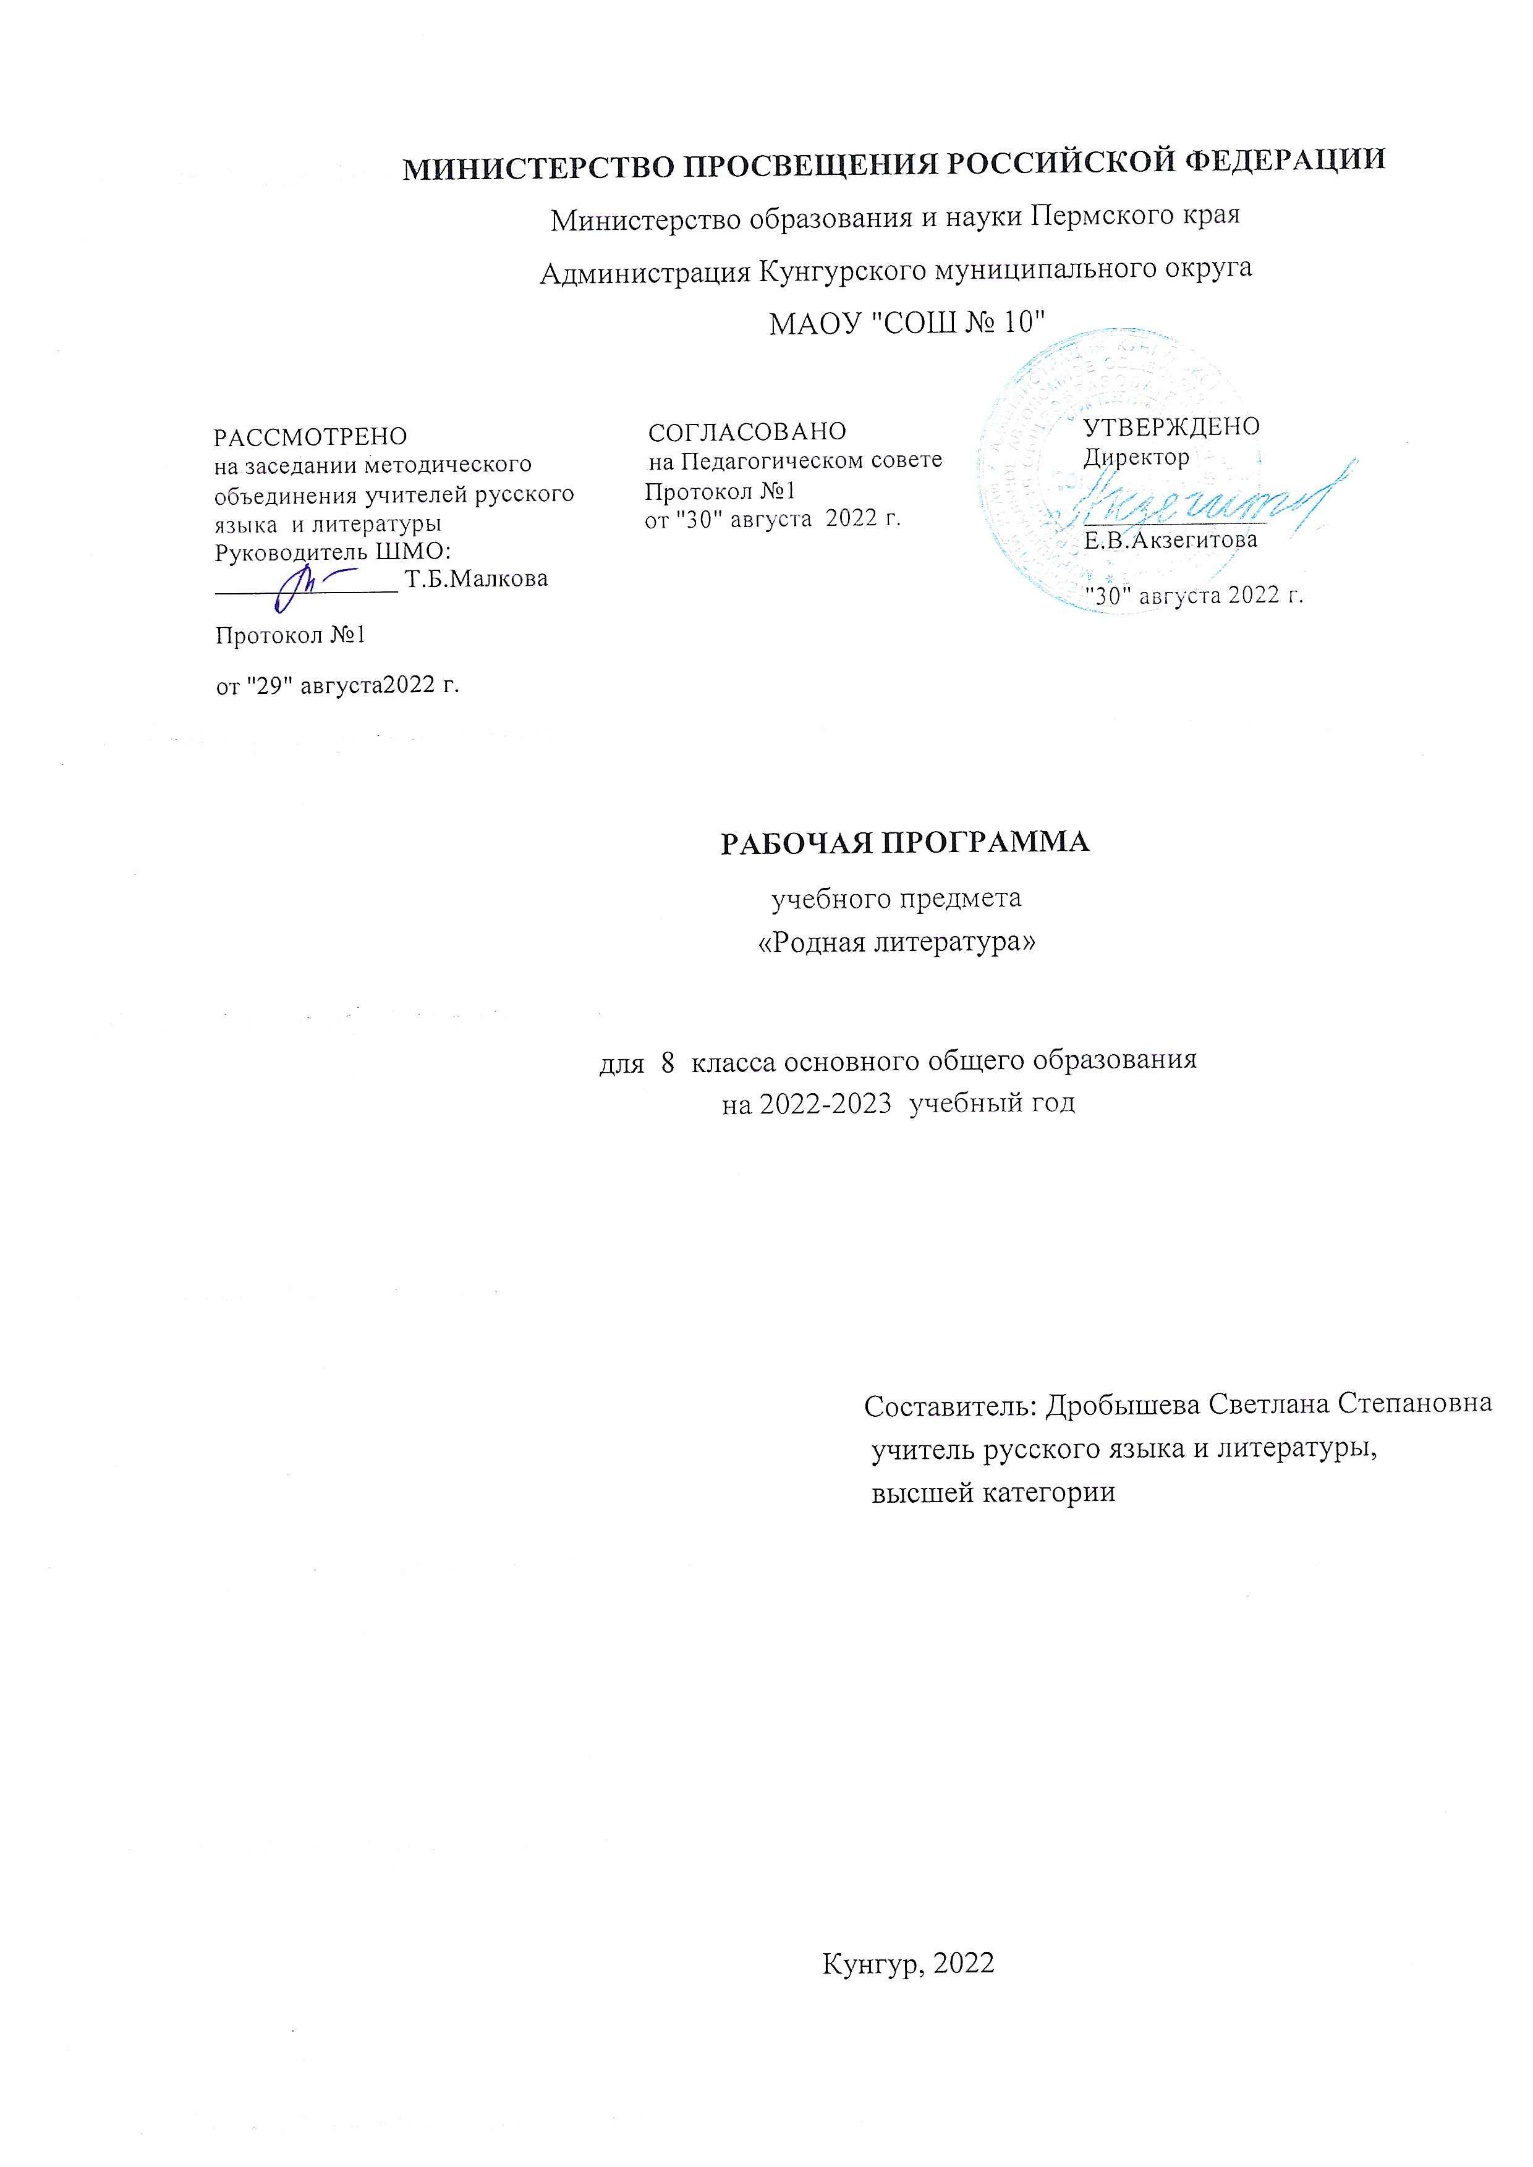 МИНИСТЕРСТВО ПРОСВЕЩЕНИЯ РОССИЙСКОЙ ФЕДЕРАЦИИ
Министерство образования и науки Пермского края
Администрация Кунгурского муниципального округа
МАОУ "СОШ № 10"
РАССМОТРЕНО
на заседании методического
объединения учителей русского
языка и литературы
Руководитель ШМО:
______________ Т.Б.Малкова
Протокол №1
от "29" августа2022 г.
СОГЛАСОВАНО
на Педагогическом совете
Протокол №1
от "30" августа 2022 г.
УТВЕРЖДЕНО
Директор
______________
Е.В.Акзегитова
"30" августа 2022 г.
РАБОЧАЯ ПРОГРАММА
учебного предмета
«Родная литература»
для 8 класса основного общего образования
на 2022-2023 учебный год
Составитель: Дробышева Светлана Степановна
учитель русского языка и литературы,
высшей категории
Кунгур, 2022